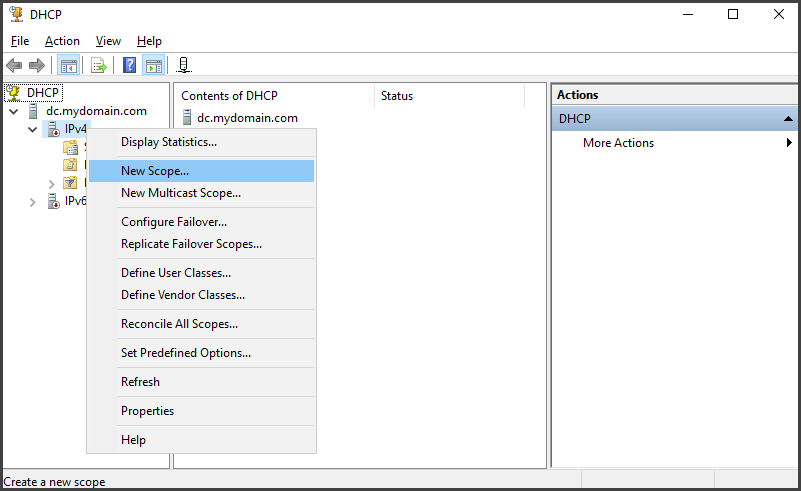 DHCP
File Action View Help
DHCP
dc.mydomain.com
IPv4
IPv6
Contents of DHCP Status
dc.mydomain.com
Display Statistics...
New Scope...
New Multicast Scope...
Configure Failover...
Replicate Failover Scopes...
Define User Classes...
Define Vendor Classes...
Reconcile All Scopes...
Set Predefined Options...
Refresh
Properties
Help
Actions
DHCP
More Actions
Create a new scope